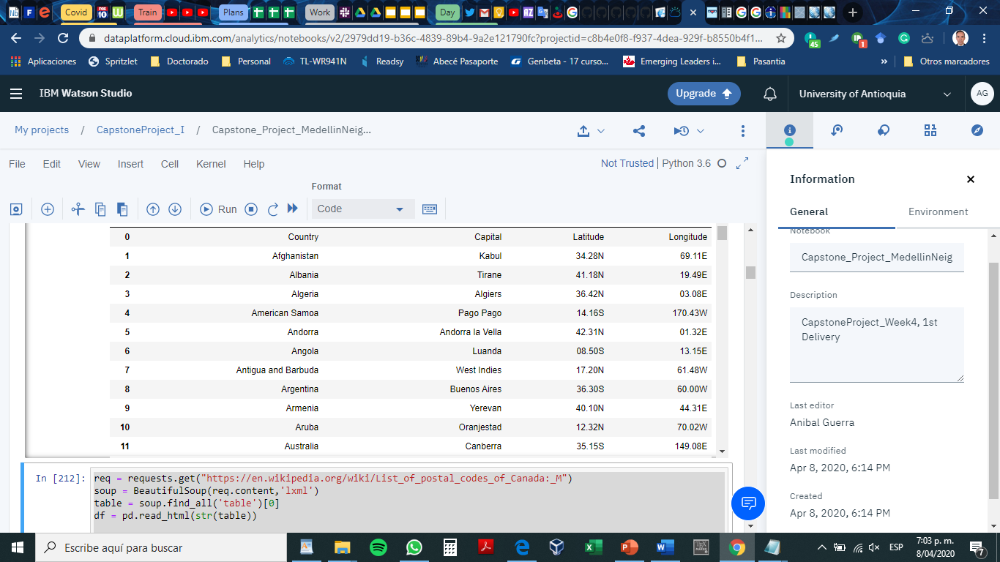 Covid
Train
Plans
Work
Day
dataplatform.cloud.ibm.com/analytics/notebooks/v2/2979dd19-b36c-4839-89b4-9a2e121790fc?projectid=c8b4e0f8-f937-4dea-929f-b8550b4f1...
45
1
Aplicaciones
Spritzlet
Doctorado
Personal
TL-WR941N
Readsy
Abecé Pasaporte
Genbeta - 17 curso...
Emerging Leaders i...
Pasantia
»
Otros marcadores
IBM Watson Studio
Upgrade
University of Antioquia
AG
My projects / CapstoneProject_I / Capstone_Project_MedellinNeig...
File Edit View Insert Cell Kernel Help
Not Trusted | Python 3.6
Format
Run
Code
0 Country Capital Latitude Longitude
1 Afghanistan Kabul 34.28N 69.11E
2 Albania Tirane 41.18N 19.49E
3 Algeria Algiers 36.42N 03.08E
4 American Samoa Pago Pago 14.16S 170.43W
5 Andorra Andorra la Vella 42.31N 01.32E
6 Angola Luanda 08.50S 13.15E
7 Antigua and Barbuda West Indies 17.20N 61.48W
8 Argentina Buenos Aires 36.30S 60.00W
9 Armenia Yerevan 40.10N 44.31E
10 Aruba Oranjestad 12.32N 70.02W
11 Australia Canberra 35.15S 149.08E
In [212]:
req = requests.get("https://en.wikipedia.org/wiki/List_of_postal_codes_of_Canada:_M")
soup = BeautifulSoup(req.content,'lxml')
table = soup.find_all('table')[0]
df = pd.read_html(str(table))
Information
General
Environment
Notebook
Capstone_Project_MedellinNeig
Description
CapstoneProject_Week4, 1st
Delivery
Last editor
Anibal Guerra
Last modified
Apr 8, 2020, 6:14 PM
Created
Apr 8, 2020, 6:14 PM
Escribe aquí para buscar
ESP
7:03 p. m.
8/04/2020
7